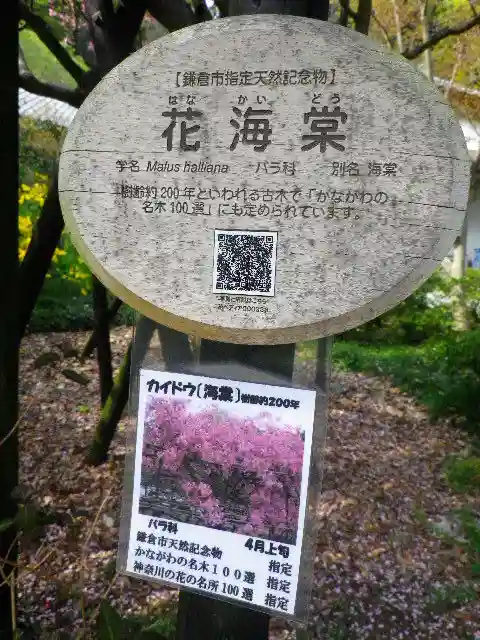 【鎌倉市指定天然記念物】
はな かい どう
花海棠
学名 Malus halliana バラ科 別名 海棠
樹齢約200年といわれる古木で「かながわの
名木100選」にも定められています。
カイドウ〔海棠〕樹齢約200年
バラ科
4月上旬
鎌倉市天然記念物 指定
かながわの名木100選 指定
神奈川の花の名所100選 指定